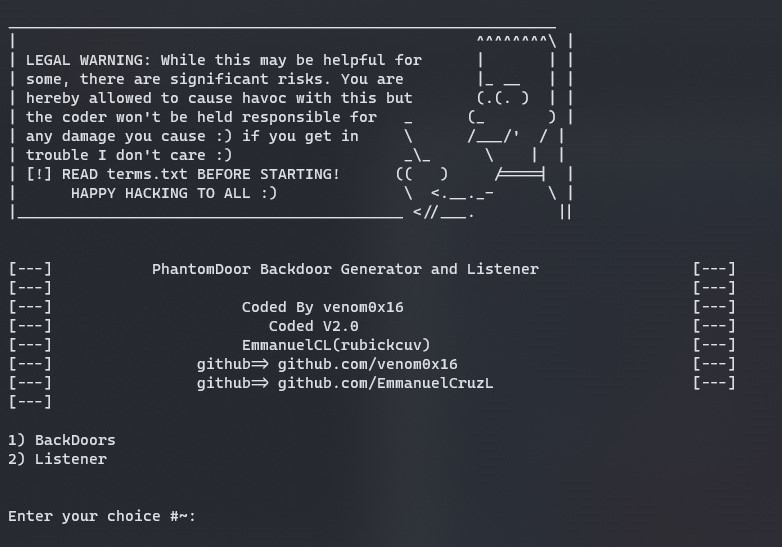 LEGAL WARNING: While this may be helpful for
some, there are significant risks. You are
hereby allowed to cause havoc with this but
the coder won't be held responsible for
any damage you cause :) if you get in
trouble I don't care :)
[!] READ terms.txt BEFORE STARTING!
HAPPY HACKING TO ALL :)
[---] PhantomDoor Backdoor Generator and Listener [---]
[---] [---]
[---] Coded By venom0x16 [---]
[---] Coded V2.0 [---]
[---] EmmanuelCL(rubickcuv) [---]
[---] github=> github.com/venom0x16 [---]
[---] github=> github.com/EmmanuelCruzL [---]
[---]
1) BackDoors
2) Listener
Enter your choice #~: